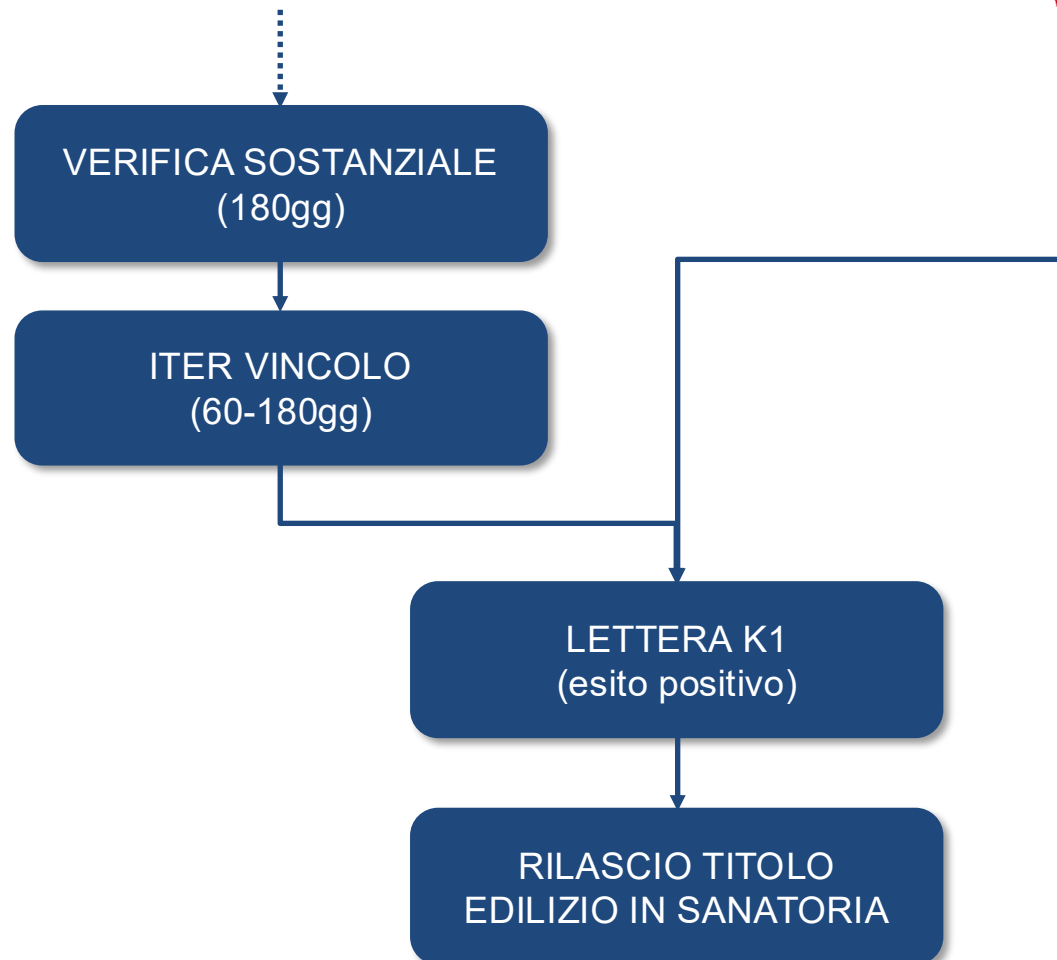 VERIFICA SOSTANZIALE
(180gg)
ITER VINCOLO
(60-180gg)
LETTERA K1
(esito positivo)
RILASCIO TITOLO
EDILIZIO IN SANATORIA